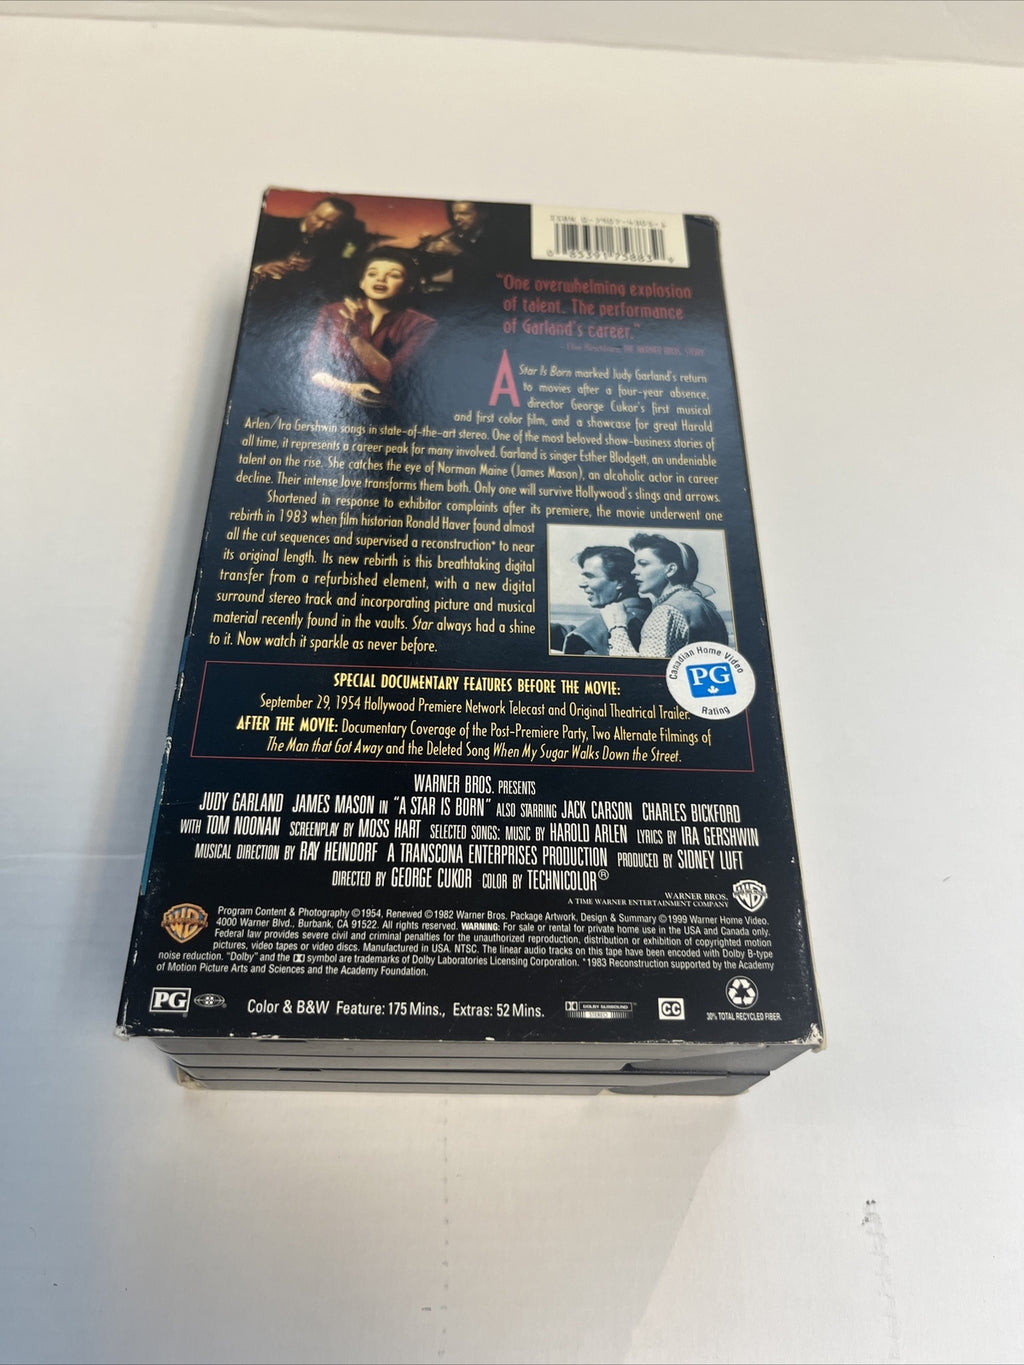 "One overwhelming explosion
of talent. The performance
of Garland's career."
THE WARNER BROS. STORY
A Star Is Born marked Judy Garland's return
to movies after a four-year absence,
director George Cukor's first musical
and first color film, and a showcase for great Harold
Arlen/Ira Gershwin songs in state-of-the-art stereo. One of the most beloved show-business stories of
all time, it represents a career peak for many involved. Garland is singer Esther Blodgett, an undeniable
talent on the rise. She catches the eye of Norman Maine (James Mason), an alcoholic actor in career
decline. Their intense love transforms them both. Only one will survive Hollywood's slings and arrows.
Shortened in response to exhibitor complaints after its premiere, the movie underwent one
rebirth in 1983 when film historian Ronald Haver found almost
all the cut sequences and supervised a reconstruction* to near
its original length. Its new rebirth is this breathtaking digital
transfer from a refurbished element, with a new digital
surround stereo track and incorporating picture and musical
material recently found in the vaults. Star always had a shine
to it. Now watch it sparkle as never before.
Canadian Home Video
PG
Rating
SPECIAL DOCUMENTARY FEATURES BEFORE THE MOVIE:
September 29, 1954 Hollywood Premiere Network Telecast and Original Theatrical Trailer.
AFTER THE MOVIE: Documentary Coverage of the Post-Premiere Party, Two Alternate Filmings of
The Man that Got Away and the Deleted Song When My Sugar Walks Down the Street.
WARNER BROS. PRESENTS
JUDY GARLAND JAMES MASON IN "A STAR IS BORN" ALSO STARRING JACK CARSON CHARLES BICKFORD
WITH TOM NOONAN SCREENPLAY BY MOSS HART SELECTED SONGS: MUSIC BY HAROLD ARLEN LYRICS BY IRA GERSHWIN
MUSICAL DIRECTION BY RAY HEINDORF A TRANSCONA ENTERPRISES PRODUCTION PRODUCED BY SIDNEY LUFT
DIRECTED BY GEORGE CUKOR COLOR BY TECHNICOLOR®
WARNER BROS.
A TIME WARNER ENTERTAINMENT COMPANY
Program Content & Photography ©1954, Renewed ©1982 Warner Bros. Package Artwork, Design & Summary ©1999 Warner Home Video.
4000 Warner Blvd., Burbank, CA 91522. All rights reserved. WARNING: For sale or rental for private home use in the USA and Canada only.
Federal law provides severe civil and criminal penalties for the unauthorized reproduction, distribution or exhibition of copyrighted motion
pictures, video tapes or video discs. Manufactured in USA. NTSC. The linear audio tracks on this tape have been encoded with Dolby B-type
noise reduction. "Dolby" and the symbol are trademarks of Dolby Laboratories Licensing Corporation. *1983 Reconstruction supported by the Academy
of Motion Picture Arts and Sciences and the Academy Foundation.
PG ® Color & B&W Feature: 175 Mins., Extras: 52 Mins. DOLBY SURROUND CC
STEREO 30% TOTAL RECYCLED FIBER